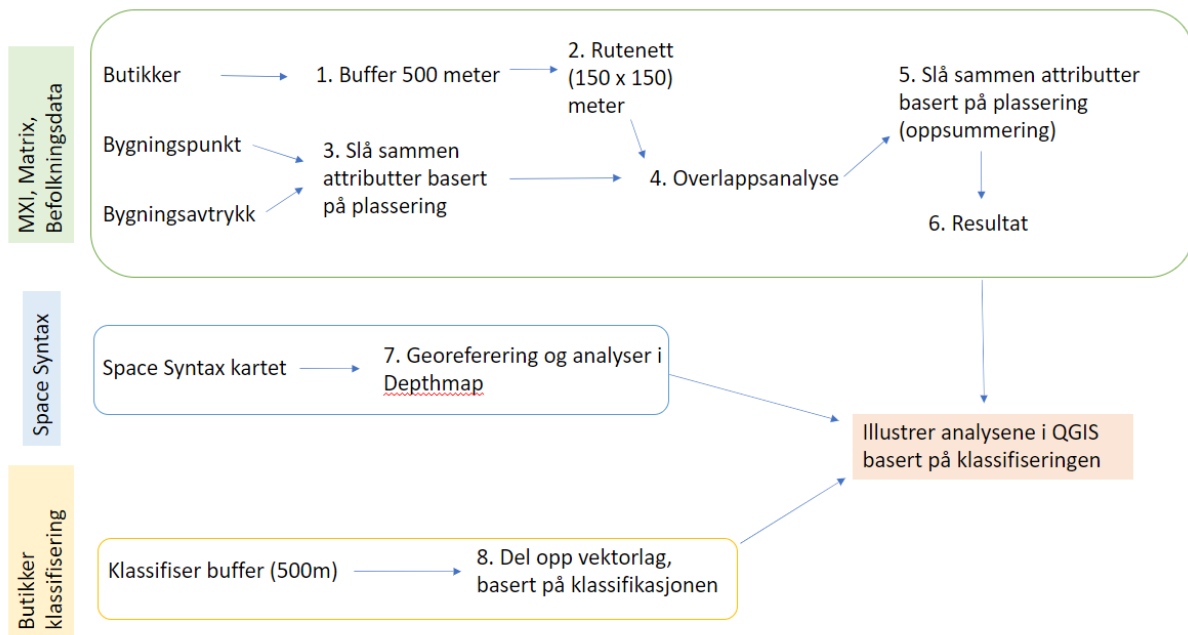 MXI, Matrix,
Befolkningsdata
Butikker
1. Buffer 500 meter
2. Rutenett
(150 x 150)
meter
Bygningspunkt
Bygningsavtrykk
3. Slå sammen
attributter basert
på plassering
4. Overlappsanalyse
5. Slå sammen attributter
basert på plassering
(oppsummering)
6. Resultat
Space Syntax
Space Syntax kartet
7. Georeferering og analyser i
Depthmap
Illustrer analysene i QGIS
basert på klassifiseringen
Butikker
klassifisering
Klassifiser buffer (500m)
8. Del opp vektorlag,
basert på klassifikasjonen